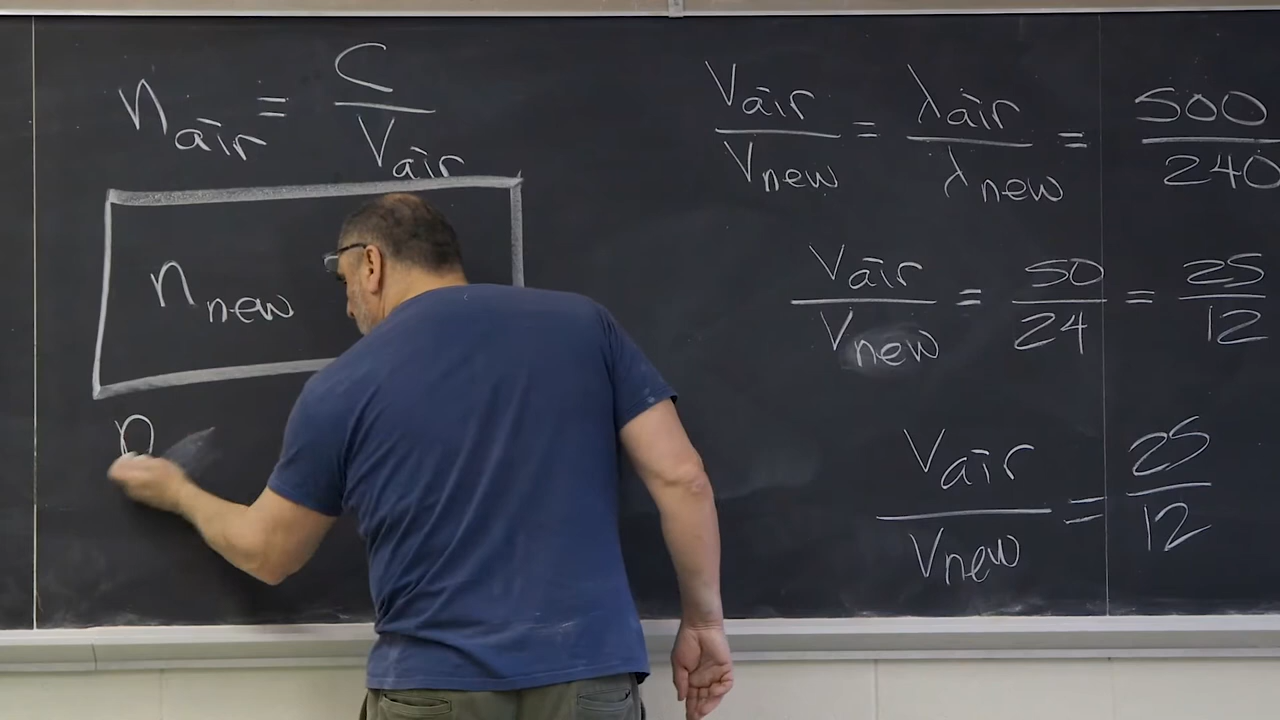 n_air = C / V_air
n_new
n
V_air / V_new = λ_air / λ_new = 500 / 240
V_air / V_new = 50 / 24 = 25 / 12
V_air / V_new = 25 / 12